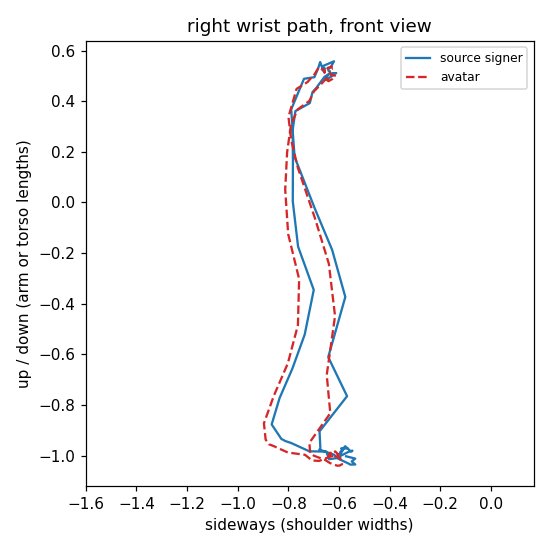 right wrist path, front view
source signer
avatar
up / down (arm or torso lengths)
0.6
0.4
0.2
0.0
−0.2
−0.4
−0.6
−0.8
−1.0
−1.6 −1.4 −1.2 −1.0 −0.8 −0.6 −0.4 −0.2 0.0
sideways (shoulder widths)